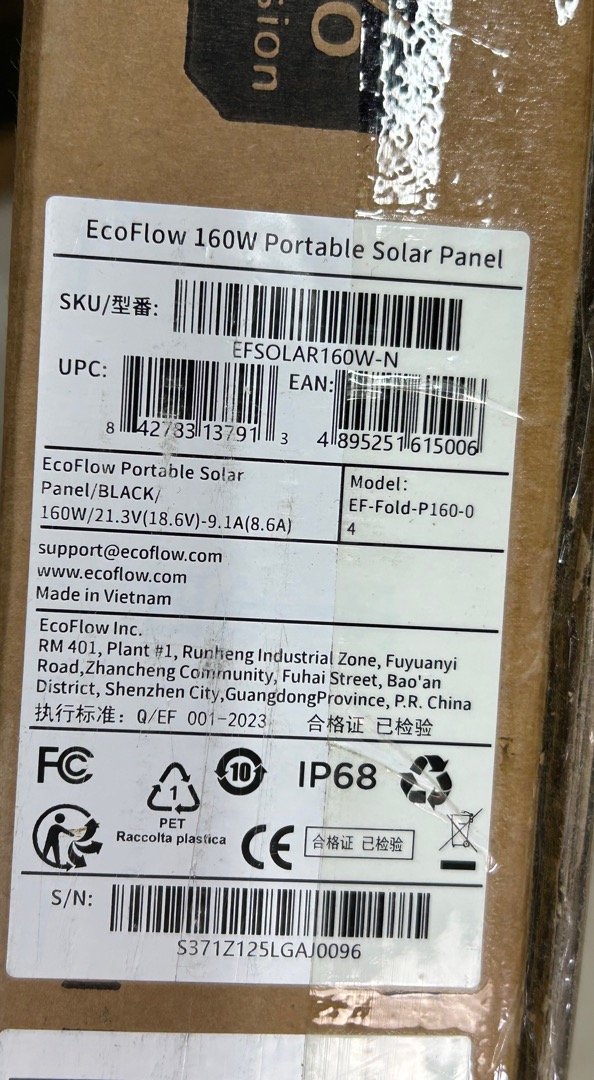 sion
EcoFlow 160W Portable Solar Panel
SKU/型番:
EFSOLAR160W-N
UPC:
8 42783 13791 3
EAN:
4 895251 615006
EcoFlow Portable Solar
Panel/BLACK/
160W/21.3V(18.6V)-9.1A(8.6A)
Model:
EF-Fold-P160-0
4
support@ecoflow.com
www.ecoflow.com
Made in Vietnam
EcoFlow Inc.
RM 401, Plant #1, Runheng Industrial Zone, Fuyuanyi
Road,Zhancheng Community, Fuhai Street, Bao'an
District, Shenzhen City,GuangdongProvince, P.R. China
执行标准: Q/EF 001-2023 合格证 已检验
FC
1
PET
Raccolta plastica
10
IP68
CE
合格证 已检验
S/N:
S371Z125LGAJ0096